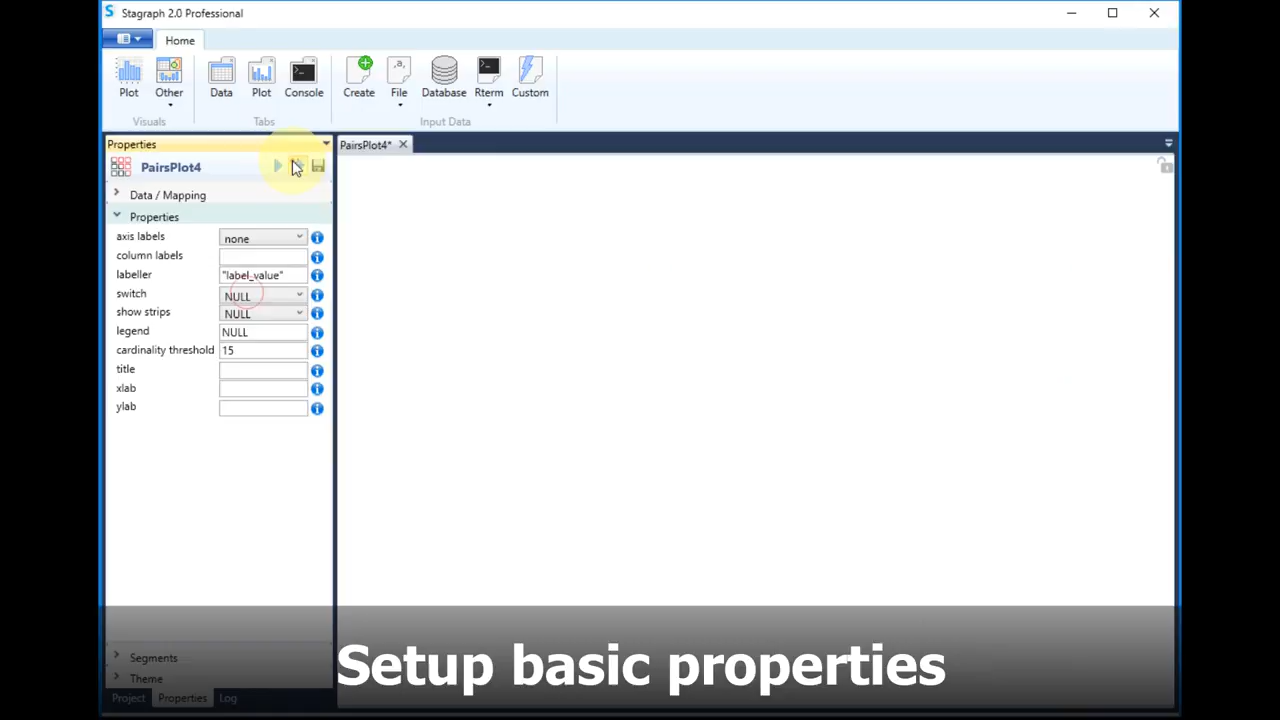 Stagraph 2.0 Professional
Home
Plot Other Data Plot Console Create File Database Rterm Custom
Visuals Tabs Input Data
Properties
PairsPlot4*
PairsPlot4
Data / Mapping
Properties
axis labels none
column labels
labeller "label_value"
switch NULL
show strips NULL
legend NULL
cardinality threshold 15
title
xlab
ylab
Segments
Theme
Project Properties Log
Setup basic properties